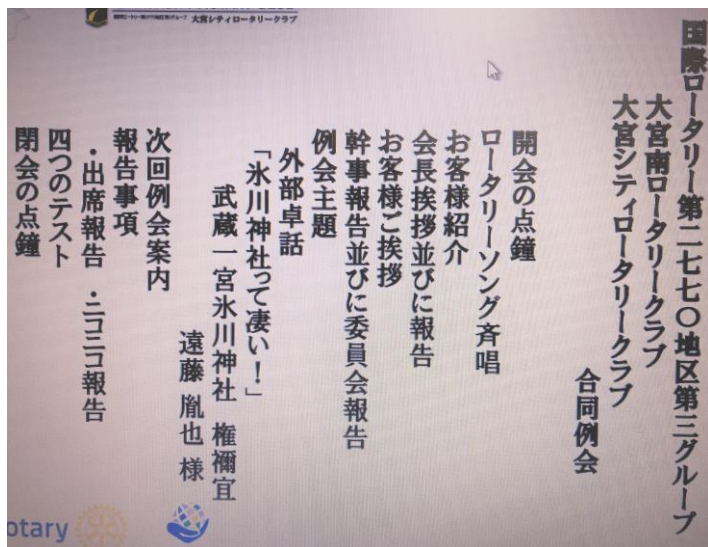 大宮シティロータリークラブ
国際ロータリー第二七七〇地区第三グループ
大宮南ロータリークラブ
大宮シティロータリークラブ
合同例会
開会の点鐘
ロータリーソング斉唱
お客様紹介
会長挨拶並びに報告
お客様ご挨拶
幹事報告並びに委員会報告
例会主題
外部卓話
「氷川神社って凄い！」
武蔵一宮氷川神社 権禰宜
遠藤 胤也 様
次回例会案内
報告事項
・出席報告 ・ニコニコ報告
四つのテスト
閉会の点鐘
otary